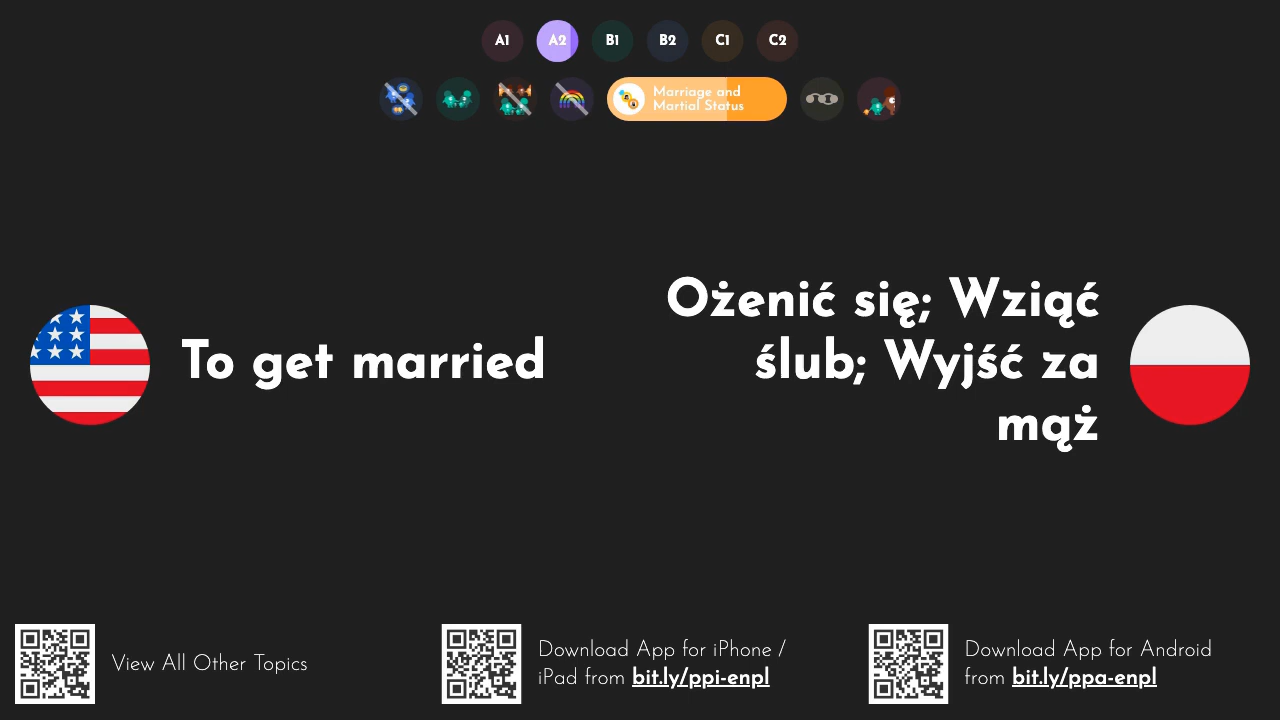 A1 A2 B1 B2 C1 C2
Marriage and
Martial Status
To get married
Ożenić się; Wziąć
ślub; Wyjść za
mąż
View All Other Topics
Download App for iPhone /
iPad from bit.ly/ppi-enpl
Download App for Android
from bit.ly/ppa-enpl